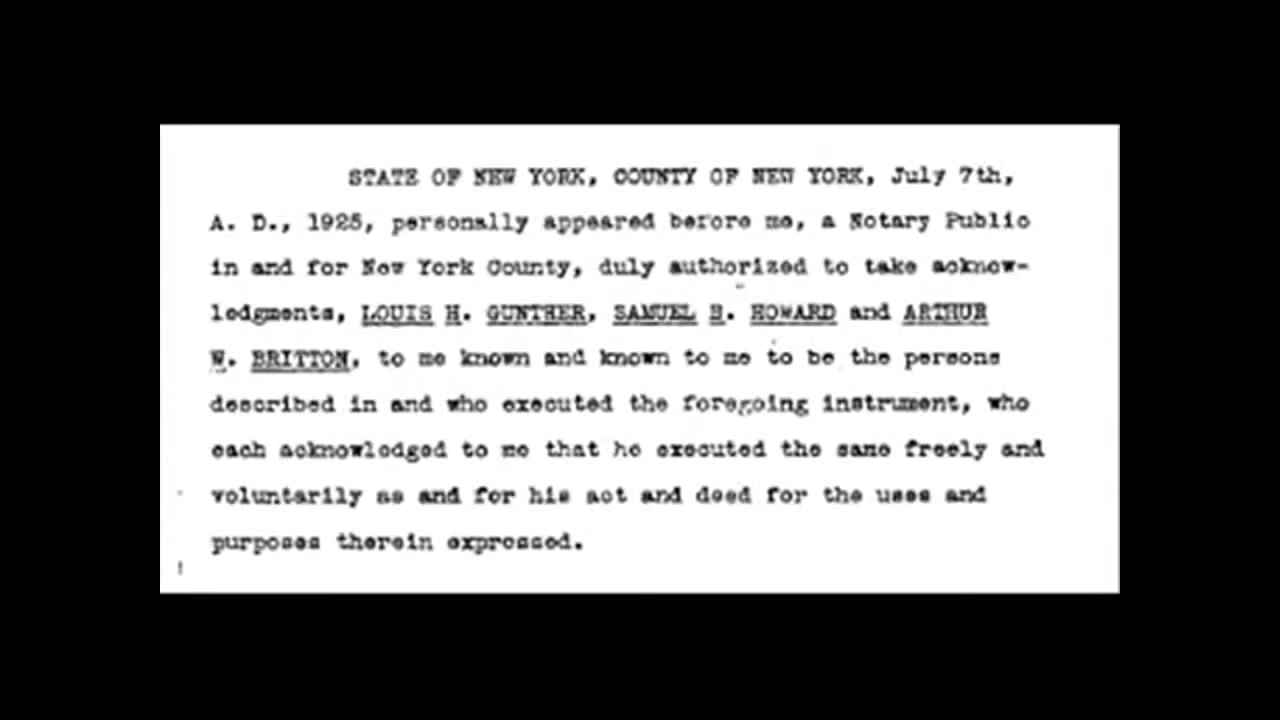 STATE OF NEW YORK, COUNTY OF NEW YORK, July 7th,
A. D., 1925, personally appeared before me, a Notary Public
in and for New York County, duly authorized to take acknow-
ledgments, LOUIS H. GUNTHER, SAMUEL B. HOWARD and ARTHUR
W. BRITTON, to me known and known to me to be the persons
described in and who executed the foregoing instrument, who
each acknowledged to me that he executed the same freely and
voluntarily as and for his act and deed for the uses and
purposes therein expressed.